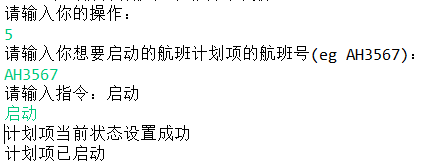 请输入你的操作：
5
请输入你想要启动的航班计划项的航班号(eg AH3567)：
AH3567
请输入指令：启动
启动
计划项当前状态设置成功
计划项已启动